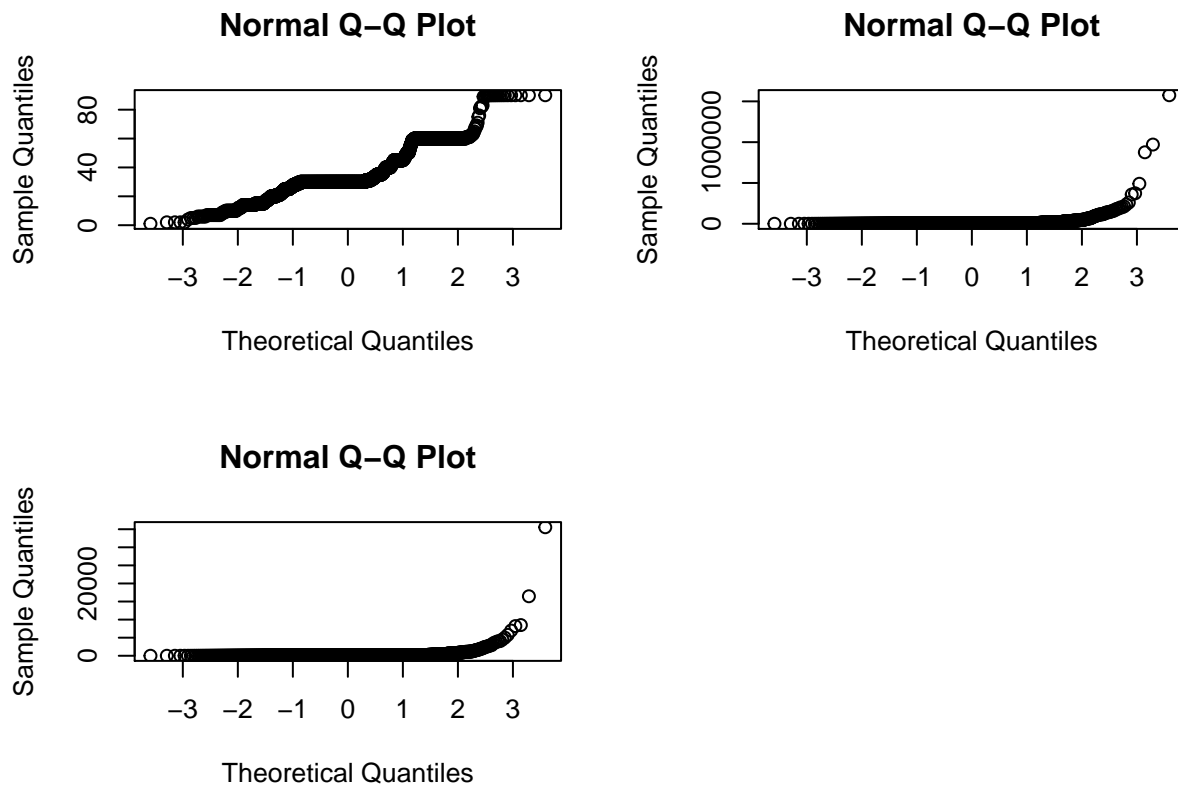 Normal Q−Q Plot
Sample Quantiles
0 40 80
−3 −2 −1 0 1 2 3
Theoretical Quantiles
Normal Q−Q Plot
Sample Quantiles
0 1000000
−3 −2 −1 0 1 2 3
Theoretical Quantiles
Normal Q−Q Plot
Sample Quantiles
0 20000
−3 −2 −1 0 1 2 3
Theoretical Quantiles